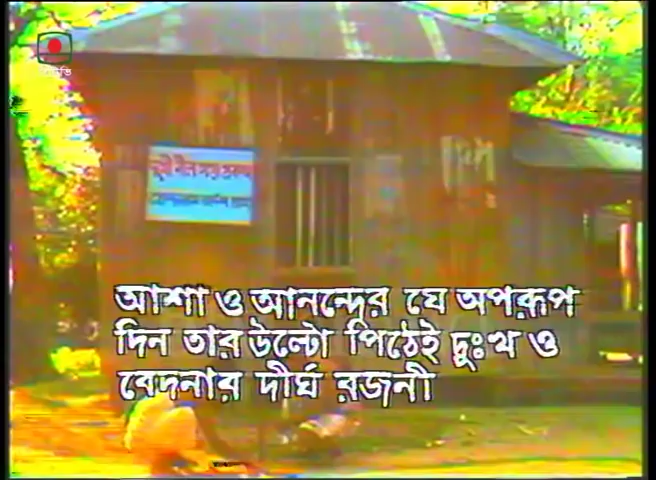 আশা ও আনন্দের যে অপরূপ
দিন তার উল্টো পিঠেই দুঃখ ও
বেদনার দীর্ঘ রজনী